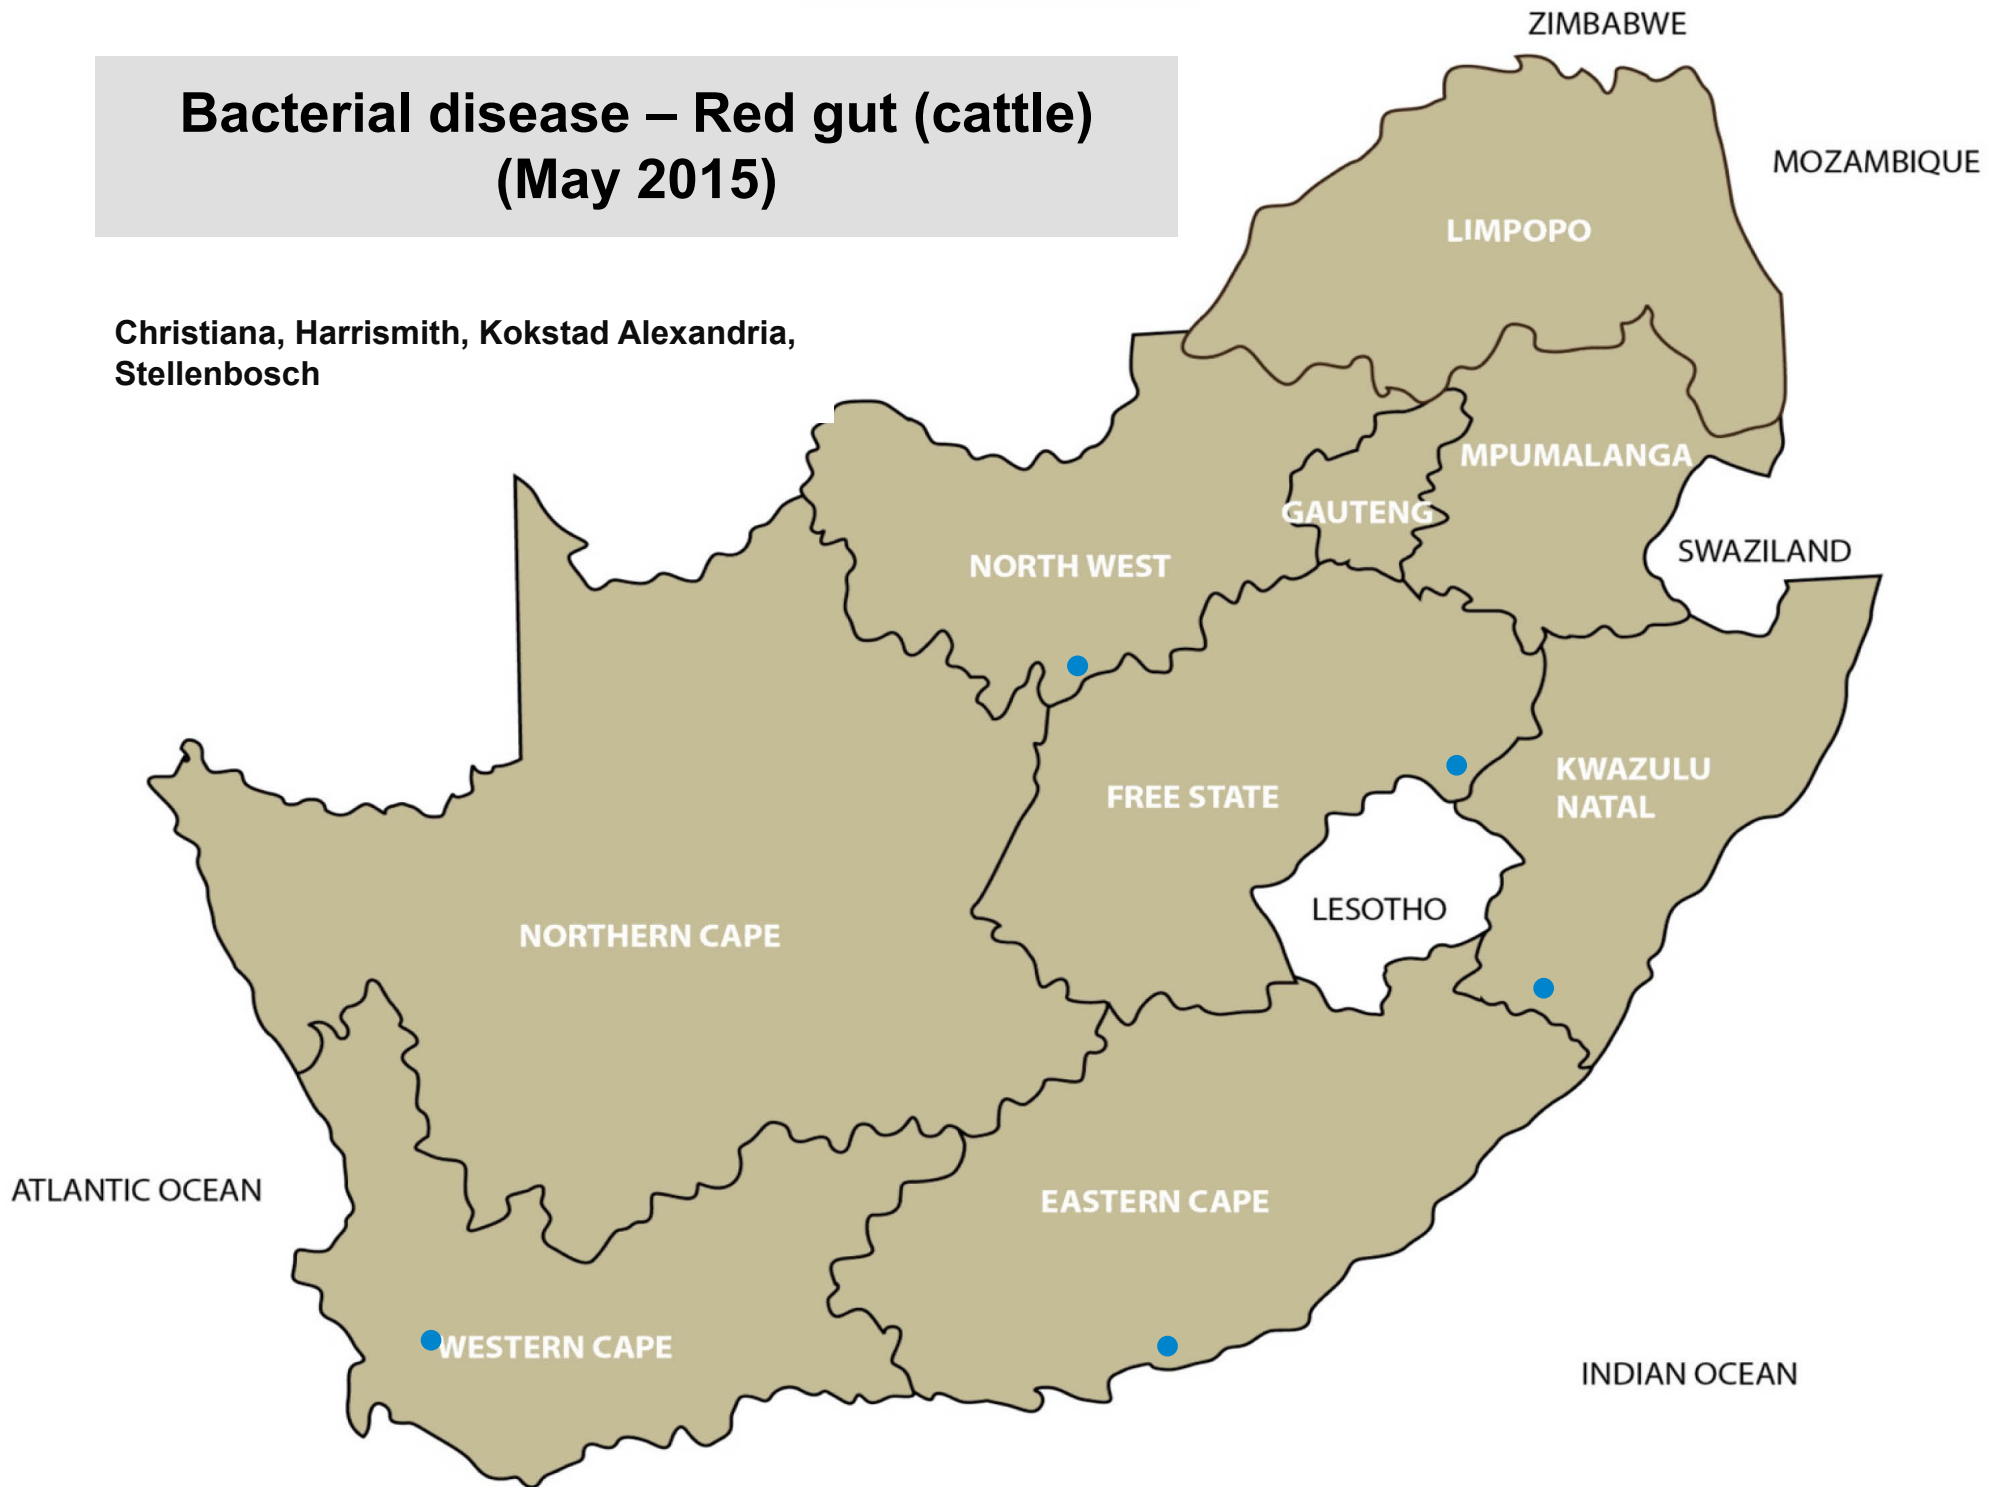 ZIMBABWE
Bacterial disease – Red gut (cattle)
(May 2015)
MOZAMBIQUE
LIMPOPO
Christiana, Harrismith, Kokstad Alexandria,
Stellenbosch
MPUMALANGA
GAUTENG
SWAZILAND
NORTH WEST
KWAZULU
NATAL
FREE STATE
LESOTHO
NORTHERN CAPE
ATLANTIC OCEAN
EASTERN CAPE
WESTERN CAPE
INDIAN OCEAN